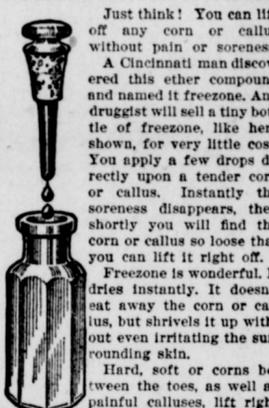 Just think! You can lif
off any corn or callu
without pain or sorenes
A Cincinnati man discov
ered this ether compoun
and named it freezone. An
druggist will sell a tiny bot
tle of freezone, like her
shown, for very little cos
You apply a few drops d
rectly upon a tender cor
or callus. Instantly th
soreness disappears, the
shortly you will find th
corn or callus so loose tha
you can lift it right off.
Freezone is wonderful. I
dries instantly. It doesn
eat away the corn or ca
lus, but shrivels it up with
out even irritating the sur
rounding skin.
Hard, soft or corns be
tween the toes, as well a
painful calluses, lift righ